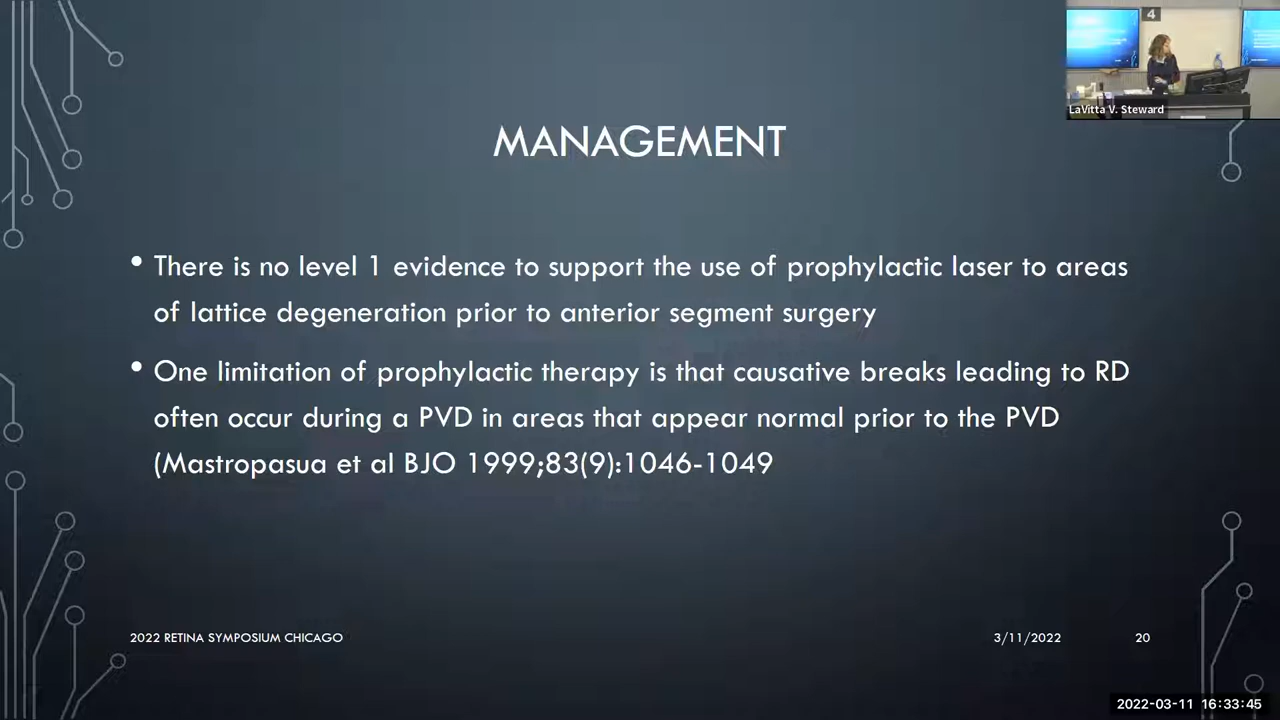 4
LaVitta V. Steward
MANAGEMENT
• There is no level 1 evidence to support the use of prophylactic laser to areas
of lattice degeneration prior to anterior segment surgery
• One limitation of prophylactic therapy is that causative breaks leading to RD
often occur during a PVD in areas that appear normal prior to the PVD
(Mastropasua et al BJO 1999;83(9):1046-1049
2022 RETINA SYMPOSIUM CHICAGO
3/11/2022
20
2022-03-11 16:33:45